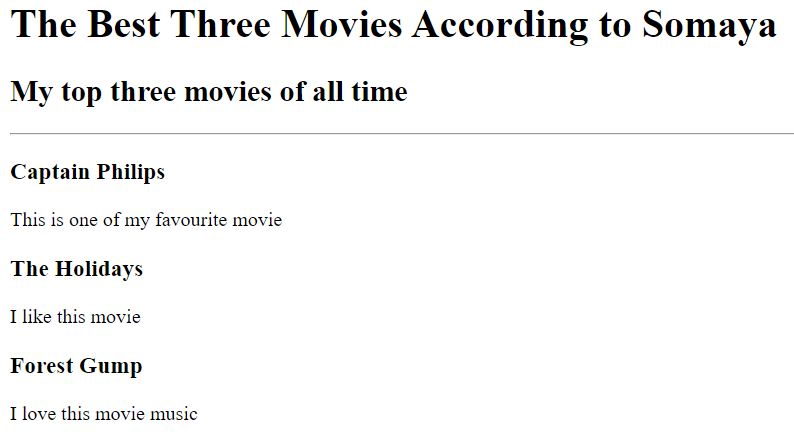 The Best Three Movies According to Somaya
My top three movies of all time
Captain Philips
This is one of my favourite movie
The Holidays
I like this movie
Forest Gump
I love this movie music